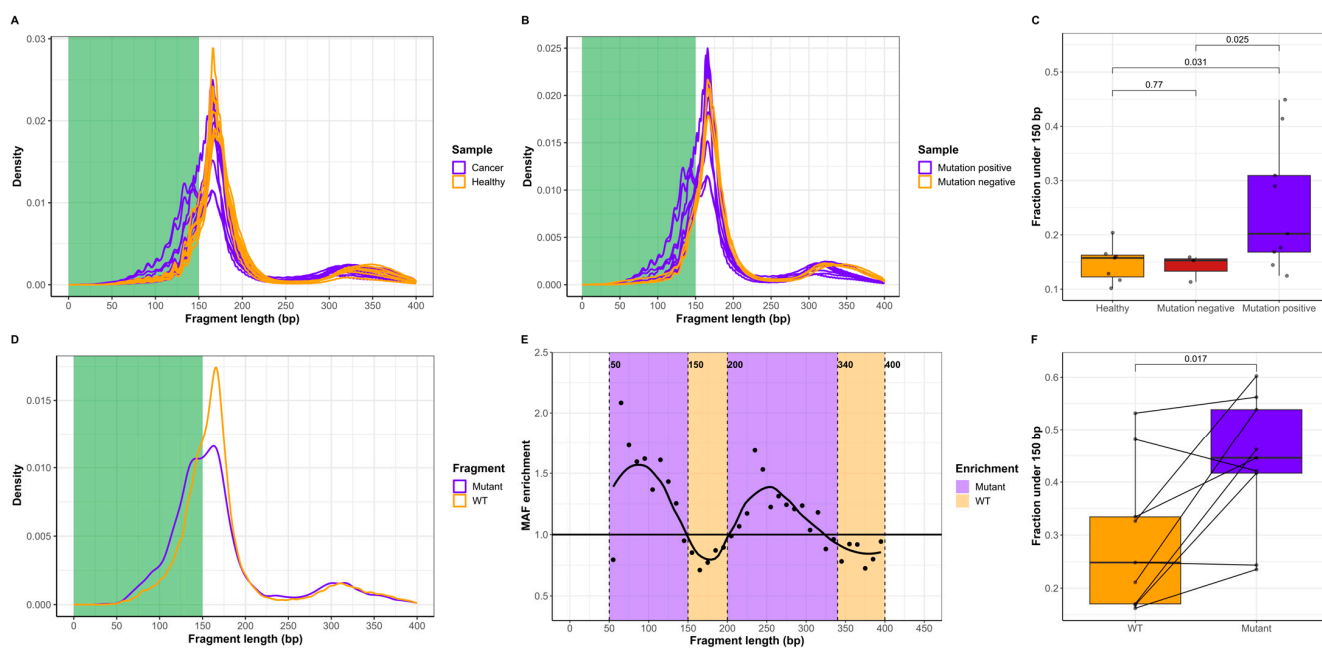 A
0.03
0.02
0.01
0.00
Density
0 50 100 150 200 250 300 350 400
Fragment length (bp)
Sample
Cancer
Healthy
B
0.025
0.020
0.015
0.010
0.005
0.000
Density
0 50 100 150 200 250 300 350 400
Fragment length (bp)
Sample
Mutation positive
Mutation negative
C
0.025
0.031
0.77
0.5
0.4
0.3
0.2
0.1
Fraction under 150 bp
Healthy Mutation negative Mutation positive
D
0.015
0.010
0.005
0.000
Density
0 50 100 150 200 250 300 350 400
Fragment length (bp)
Fragment
Mutant
WT
E
2.5
2.0
1.5
1.0
0.5
MAF enrichment
50 150 200 340 400
0 50 100 150 200 250 300 350 400 450
Fragment length (bp)
Enrichment
Mutant
WT
F
0.017
0.6
0.5
0.4
0.3
0.2
Fraction under 150 bp
WT Mutant